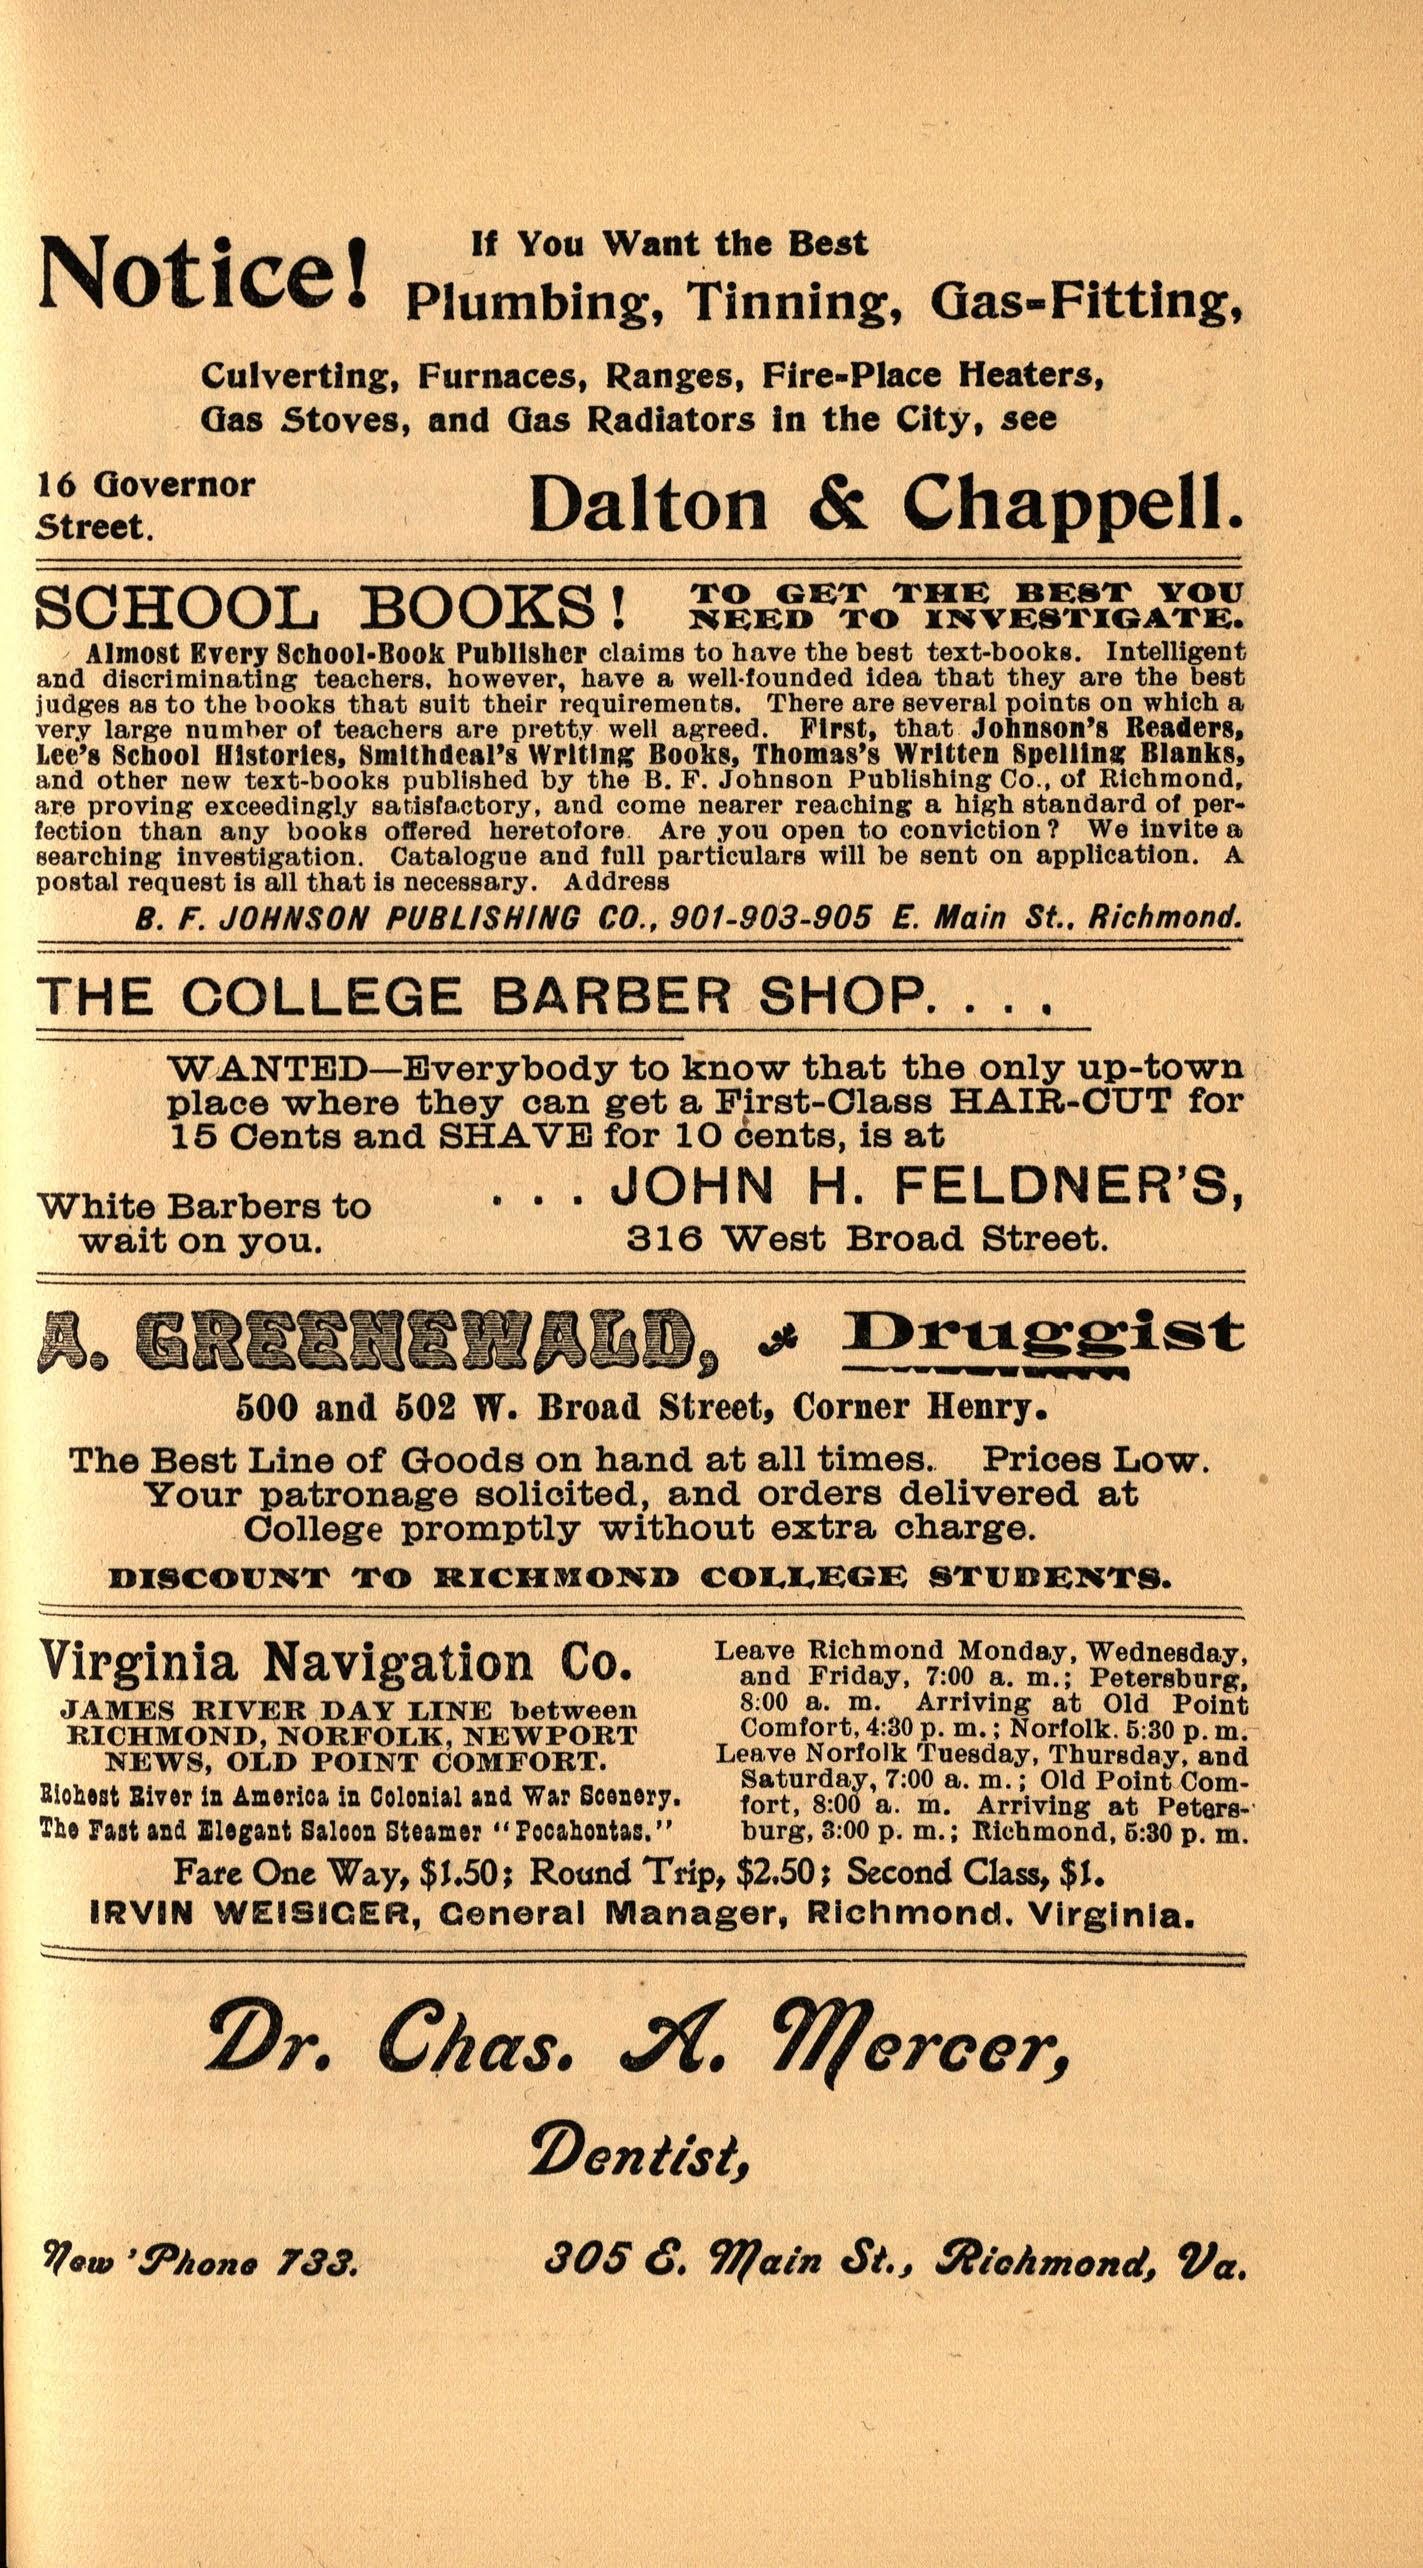 Notice!
If You Want the Best
Plumbing, Tinning, Gas-Fitting,
Culverting, Furnaces, Ranges, Fire-Place Heaters,
Gas Stoves, and Gas Radiators in the City, see
16 Governor
Street.
Dalton & Chappell.
SCHOOL BOOKS!
TO GET THE BEST YOU
NEED TO INVESTIGATE.
Almost Every School-Book Publisher claims to have the best text-books. Intelligent
and discriminating teachers, however, have a well-founded idea that they are the best
judges as to the books that suit their requirements. There are several points on which a
very large number of teachers are pretty well agreed. First, that Johnson's Readers,
Lee's School Histories, Smithdeal's Writing Books, Thomas's Written Spelling Blanks,
and other new text-books published by the B. F. Johnson Publishing Co., of Richmond,
are proving exceedingly satisfactory, and come nearer reaching a high standard of per-
fection than any books offered heretofore. Are you open to conviction? We invite a
searching investigation. Catalogue and full particulars will be sent on application. A
postal request is all that is necessary. Address
B. F. JOHNSON PUBLISHING CO., 901-903-905 E. Main St., Richmond.
THE COLLEGE BARBER SHOP. . . .
WANTED—Everybody to know that the only up-town
place where they can get a First-Class HAIR-CUT for
15 Cents and SHAVE for 10 cents, is at
White Barbers to
wait on you.
. . . JOHN H. FELDNER'S,
316 West Broad Street.
A. GREENEWALD, Druggist
500 and 502 W. Broad Street, Corner Henry.
The Best Line of Goods on hand at all times. Prices Low.
Your patronage solicited, and orders delivered at
College promptly without extra charge.
DISCOUNT TO RICHMOND COLLEGE STUDENTS.
Virginia Navigation Co.
JAMES RIVER DAY LINE between
RICHMOND, NORFOLK, NEWPORT
NEWS, OLD POINT COMFORT.
Richest River in America in Colonial and War Scenery.
The Fast and Elegant Saloon Steamer "Pocahontas."
Leave Richmond Monday, Wednesday,
and Friday, 7:00 a. m.; Petersburg,
8:00 a. m. Arriving at Old Point
Comfort, 4:30 p. m.; Norfolk. 5:30 p. m.
Leave Norfolk Tuesday, Thursday, and
Saturday, 7:00 a. m.; Old Point Com-
fort, 8:00 a. m. Arriving at Peters-
burg, 3:00 p. m.; Richmond, 5:30 p. m.
Fare One Way, $1.50; Round Trip, $2.50; Second Class, $1.
IRVIN WEISIGER, General Manager, Richmond. Virginia.
Dr. Chas. A. Mercer,
Dentist,
New 'Phone 733.
305 E. Main St., Richmond, Va.